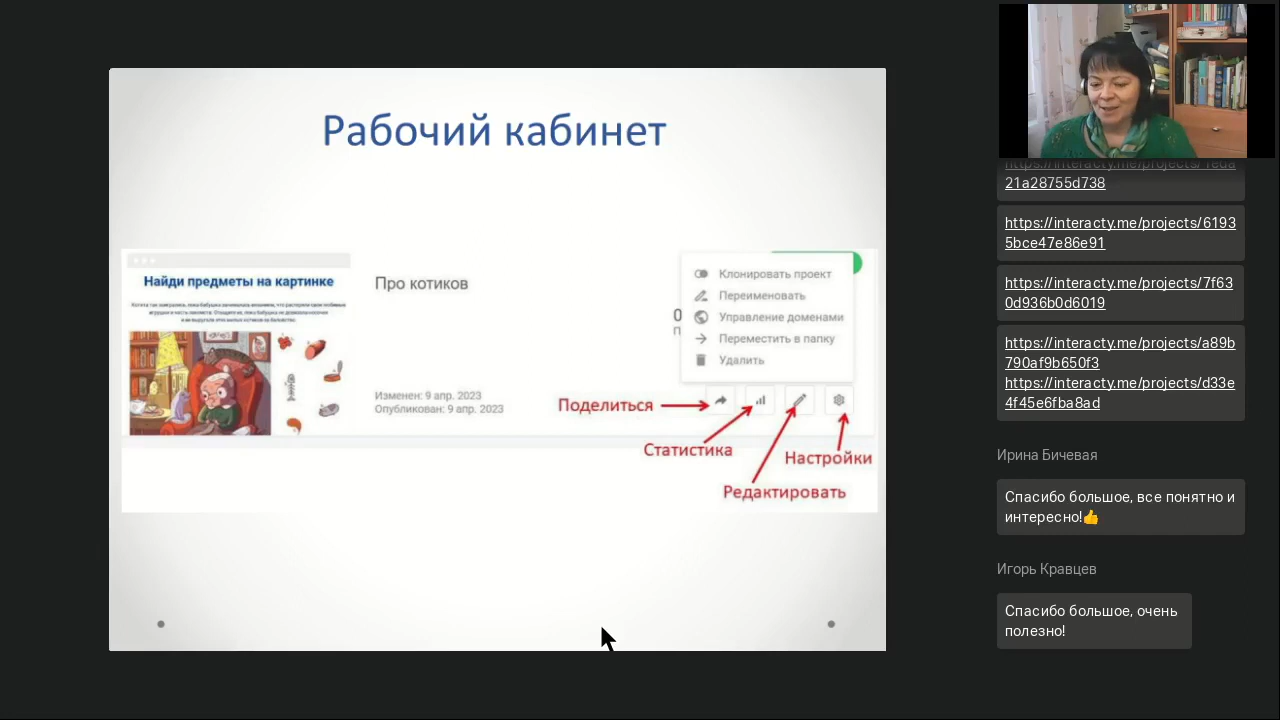 Рабочий кабинет
Найди предметы на картинке
Про котиков
Изменен: 9 апр. 2023
Опубликован: 9 апр. 2023
0
Клонировать проект
Переименовать
Управление доменами
Переместить в папку
Удалить
Поделиться
Статистика
Редактировать
Настройки
21a28755d738
https://interacty.me/projects/6193
5bce47e86e91
https://interacty.me/projects/7f63
0d936b0d6019
https://interacty.me/projects/a89b
790af9b650f3
https://interacty.me/projects/d33e
4f45e6fba8ad
Ирина Бичевая
Спасибо большое, все понятно и
интересно!👍
Игорь Кравцев
Спасибо большое, очень
полезно!